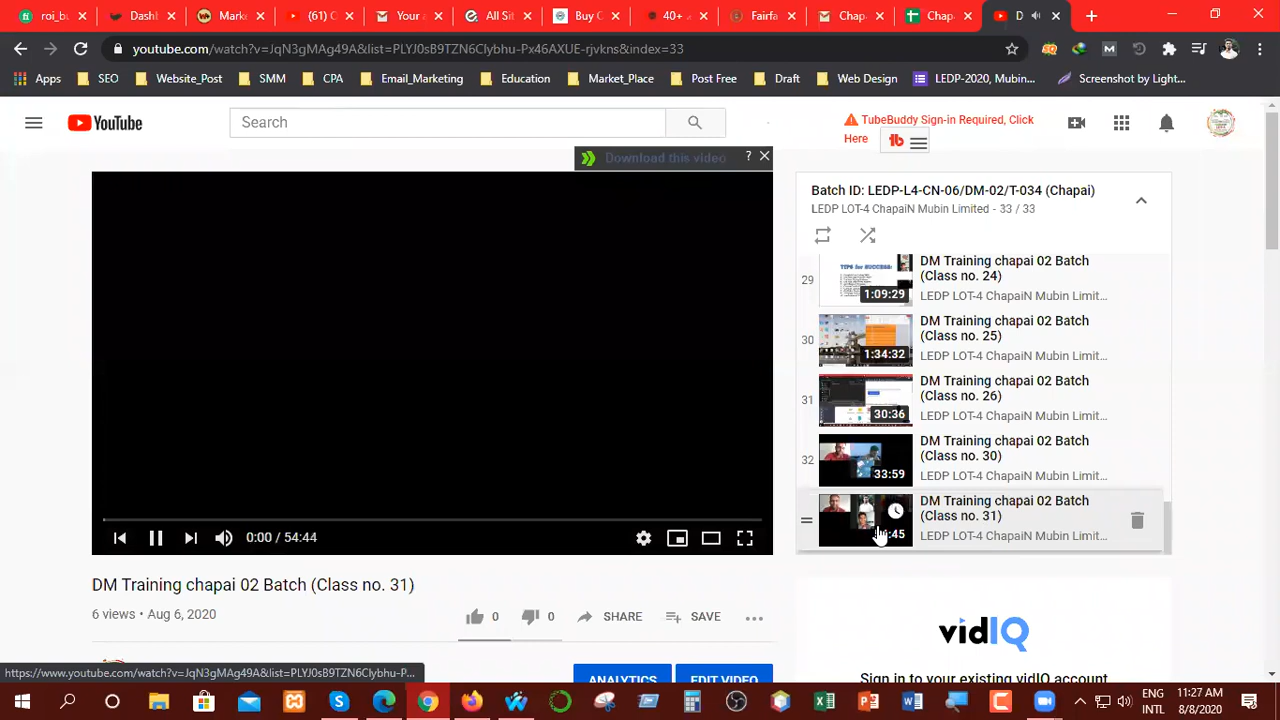 roi_bu
Dashl
Marke
(61) C
Your a
All Sit
Buy C
40+ /
Fairfa
Chap
Chap
D
youtube.com/watch?v=JqN3gMAg49A&list=PLYJ0sB9TZN6Clybhu-Px46AXUE-rjvkns&index=33
Apps
SEO
Website_Post
SMM
CPA
Email_Marketing
Education
Market_Place
Post Free
Draft
Web Design
LEDP-2020, Mubin...
Screenshot by Light...
YouTube
Search
TubeBuddy Sign-in Required, Click
Here
Download this video
?
Batch ID: LEDP-L4-CN-06/DM-02/T-034 (Chapai)
LEDP LOT-4 ChapaiN Mubin Limited - 33 / 33
29
TIPS for SUCCESS:
1:09:29
DM Training chapai 02 Batch
(Class no. 24)
LEDP LOT-4 ChapaiN Mubin Limit...
30
1:34:32
DM Training chapai 02 Batch
(Class no. 25)
LEDP LOT-4 ChapaiN Mubin Limit...
31
30:36
DM Training chapai 02 Batch
(Class no. 26)
LEDP LOT-4 ChapaiN Mubin Limit...
32
33:59
DM Training chapai 02 Batch
(Class no. 30)
LEDP LOT-4 ChapaiN Mubin Limit...
:45
DM Training chapai 02 Batch
(Class no. 31)
LEDP LOT-4 ChapaiN Mubin Limit...
0:00 / 54:44
DM Training chapai 02 Batch (Class no. 31)
6 views • Aug 6, 2020
0
0
SHARE
SAVE
ANALYTICS
EDIT VIDEO
vidIQ
Sign in to your existing vidIQ account
https://www.youtube.com/watch?v=JqN3gMAg49A&list=PLYJ0sB9TZN6Clybhu-P...
ENG
INTL
11:27 AM
8/8/2020